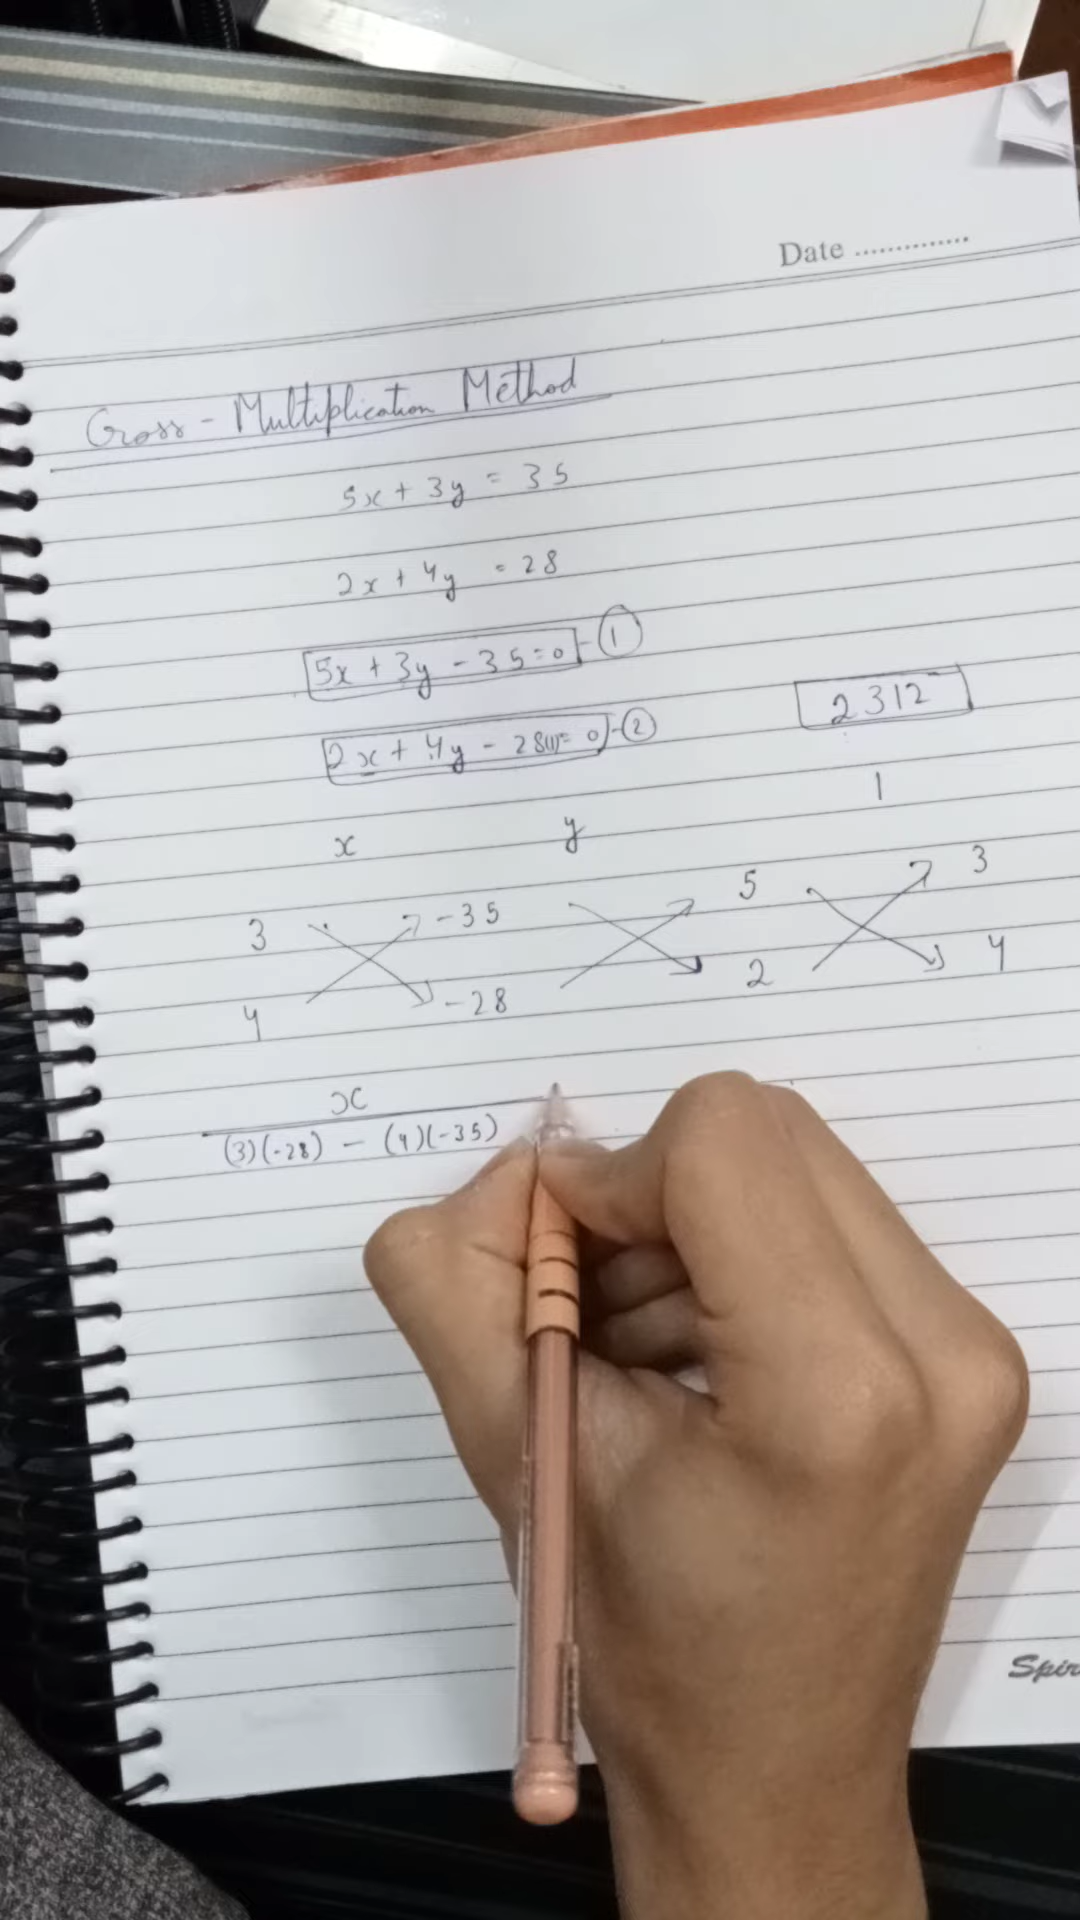 Date ..............
Cross - Multiplication Method
5x + 3y = 35
2x + 4y = 28
5x + 3y - 35 = 0 - 1
2x + 4y - 28(1) = 0 - 2
2312
x y 1
3 -35 5 3
4 -28 2 4
x
(3)(-28) - (4)(-35)